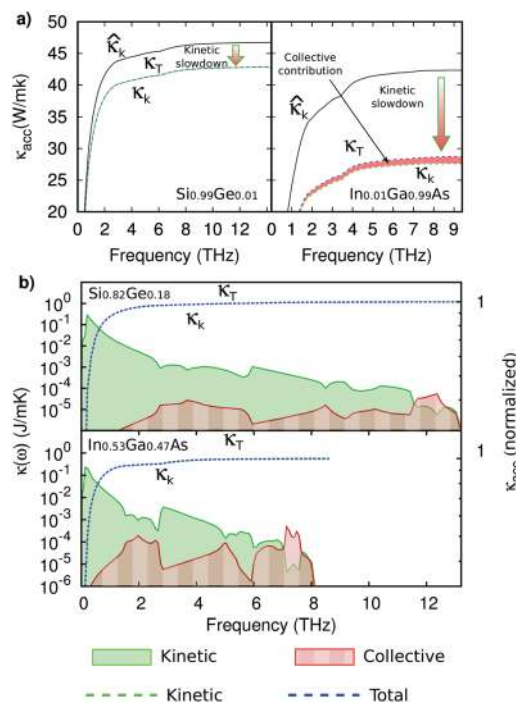 a)
κ̂k
κT
κk
Kinetic
slowdown
Si0.99Ge0.01
κacc(W/mk)
50
45
40
35
30
25
20
0 2 4 6 8 10 12 14
Frequency (THz)
Collective
contribution
Kinetic
slowdown
κ̂k
κT
κk
In0.01Ga0.99As
0 1 2 3 4 5 6 7 8 9
Frequency (THz)
b)
Si0.82Ge0.18
κT
κk
10^0
10^-1
10^-2
10^-3
10^-4
10^-5
1
In0.53Ga0.47As
κT
κk
10^0
10^-1
10^-2
10^-3
10^-4
10^-5
10^-6
1
κ(ω) (J/mK)
κacc (normalized)
0 2 4 6 8 10 12
Frequency (THz)
Kinetic
Collective
Kinetic
Total